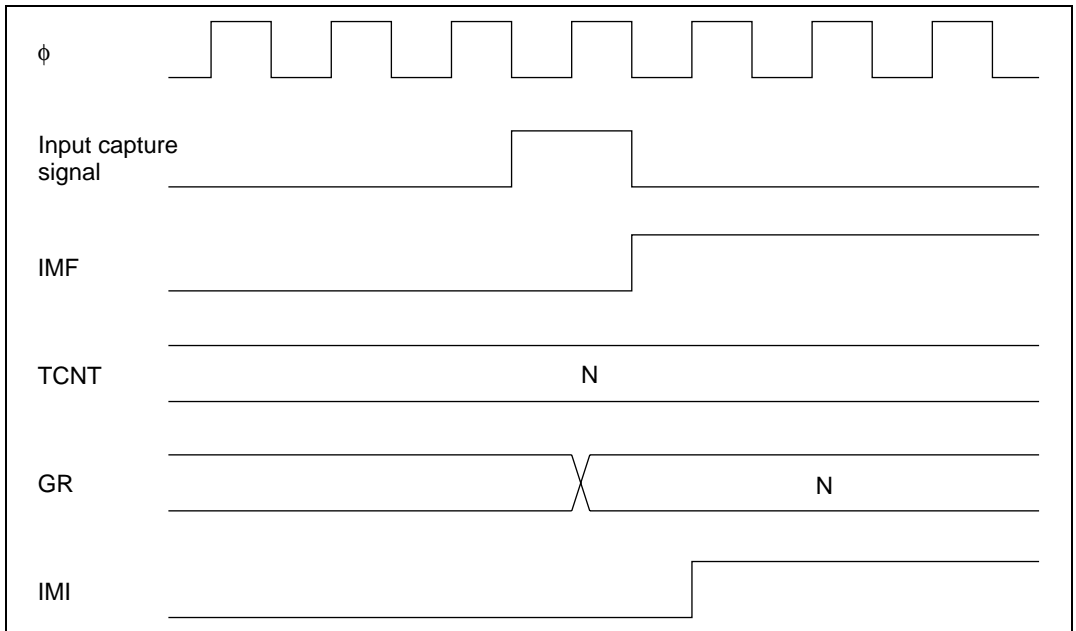 φ
Input capture
signal
IMF
TCNT
N
GR
N
IMI